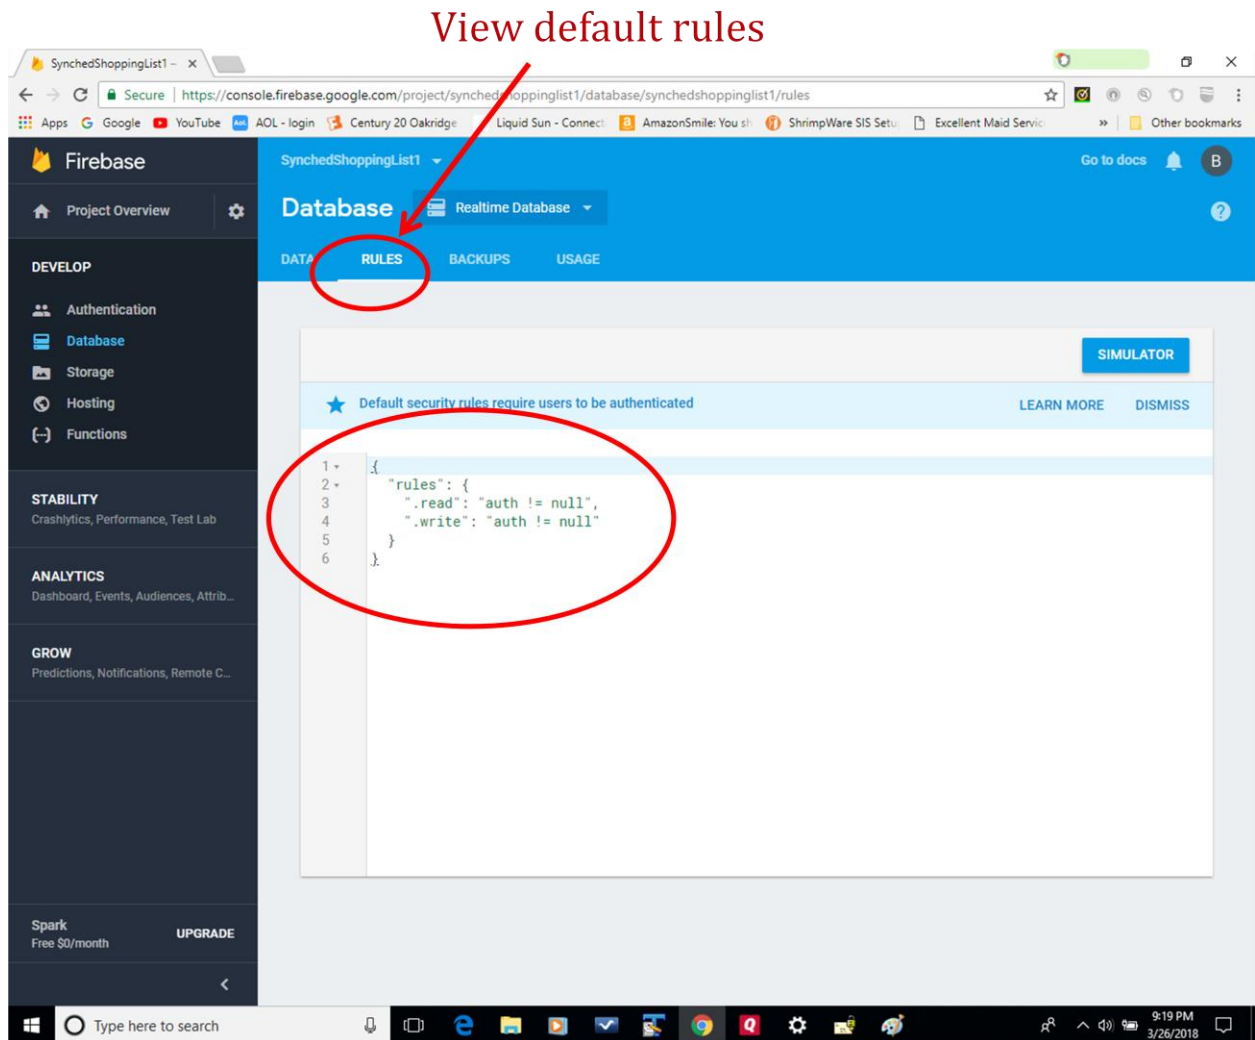 View default rules
SynchedShoppingList1 –
Secure | https://console.firebase.google.com/project/synchedshoppinglist1/database/synchedshoppinglist1/rules
Apps Google YouTube AOL - login Century 20 Oakridge Liquid Sun - Connect AmazonSmile: You sh ShrimpWare SIS Setu Excellent Maid Servic » Other bookmarks
Firebase SynchedShoppingList1 Go to docs B
Project Overview Database Realtime Database ?
DEVELOP DATA RULES BACKUPS USAGE
Authentication
Database
Storage SIMULATOR
Hosting Default security rules require users to be authenticated LEARN MORE DISMISS
Functions
1 {
2 "rules": {
3 ".read": "auth != null",
4 ".write": "auth != null"
5 }
6 }
STABILITY
Crashlytics, Performance, Test Lab
ANALYTICS
Dashboard, Events, Audiences, Attrib...
GROW
Predictions, Notifications, Remote C...
Spark
Free $0/month UPGRADE
Type here to search 9:19 PM
3/26/2018